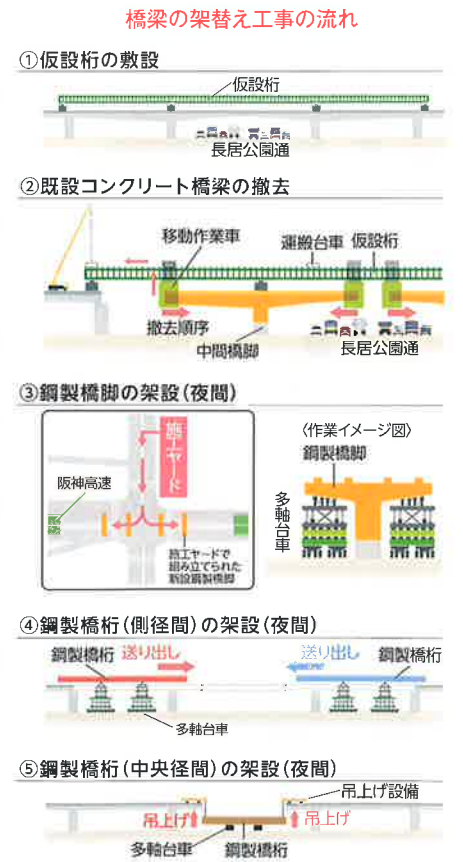 橋梁の架替え工事の流れ
①仮設桁の敷設
仮設桁
長居公園通
②既設コンクリート橋梁の撤去
移動作業車
運搬台車
仮設桁
撤去順序
中間橋脚
長居公園通
③鋼製橋脚の架設(夜間)
施工ヤード
阪神高速
施工ヤードで
組み立てられた
新設鋼製橋脚
〈作業イメージ図〉
鋼製橋脚
多軸台車
④鋼製橋桁(側径間)の架設(夜間)
鋼製橋桁
送り出し
送り出し
鋼製橋桁
多軸台車
⑤鋼製橋桁(中央径間)の架設(夜間)
吊上げ設備
吊上げ
吊上げ
多軸台車
鋼製橋桁